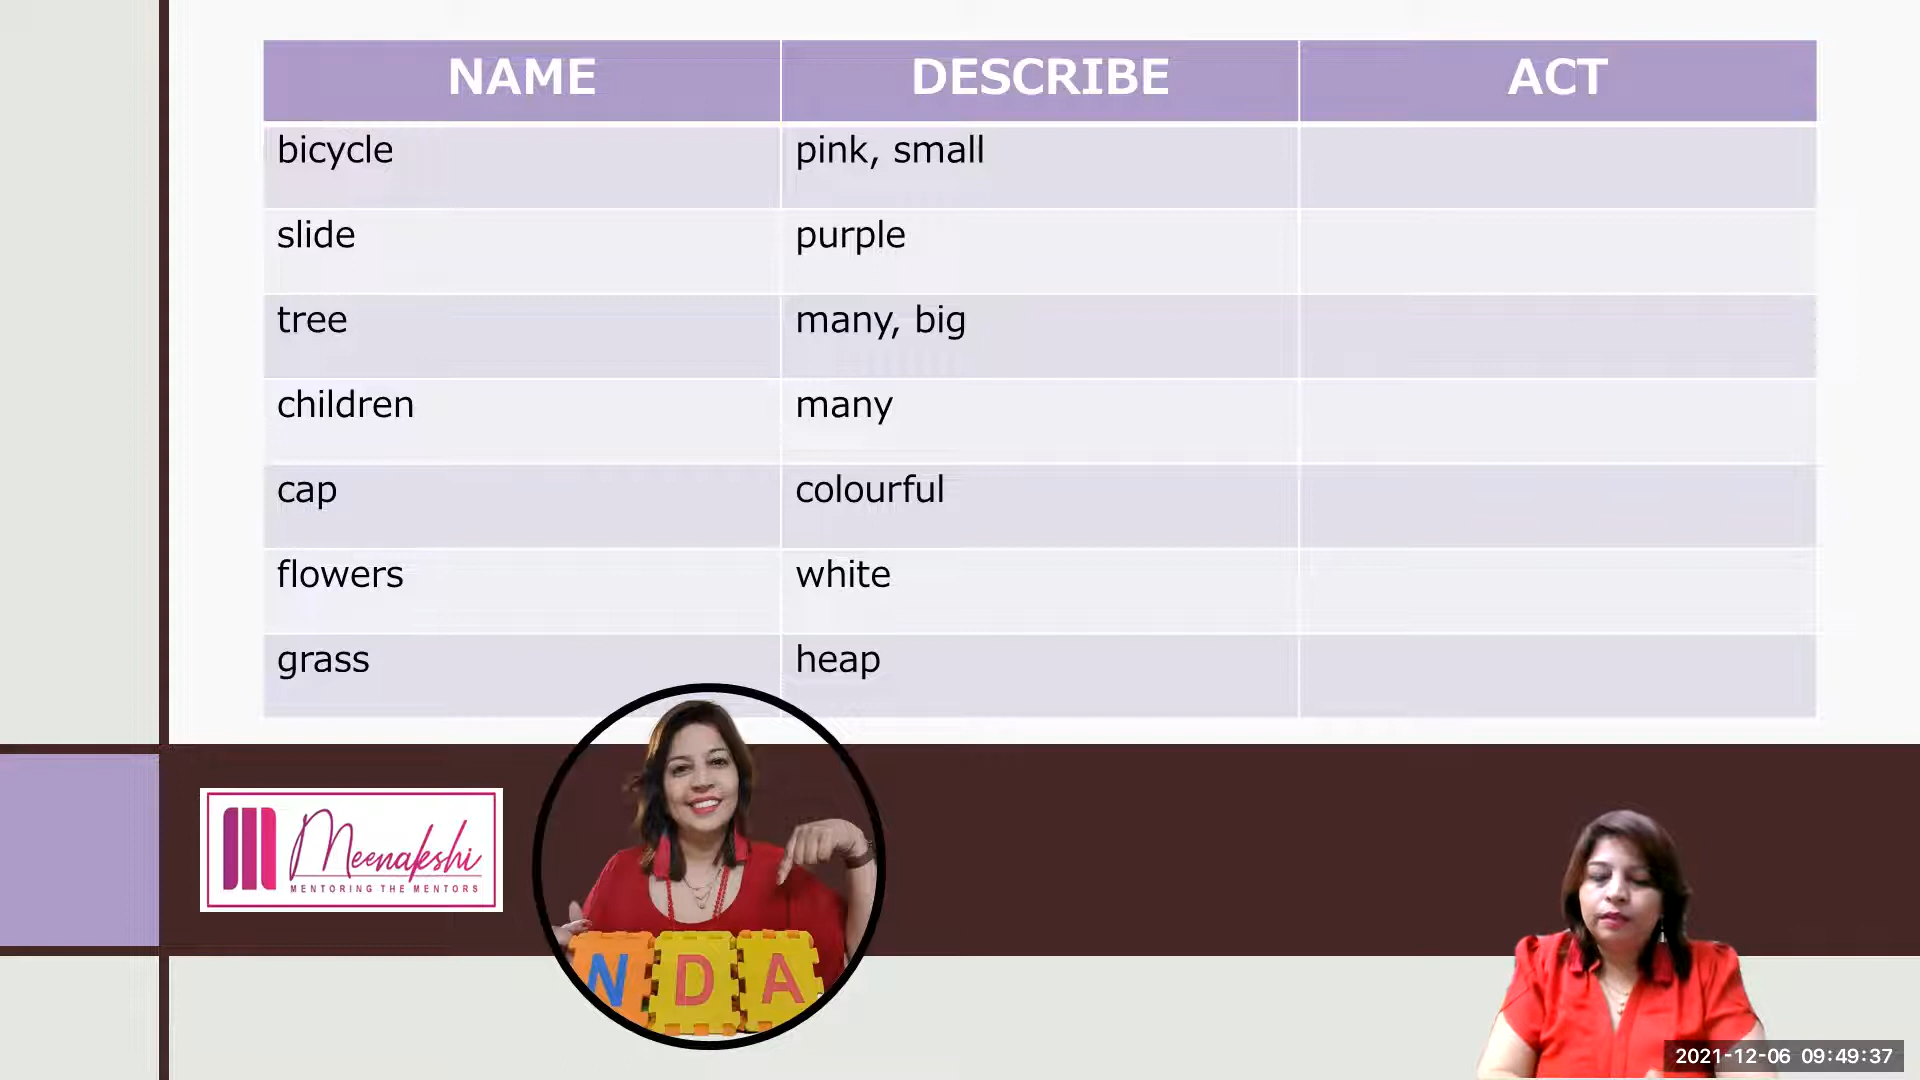 NAME DESCRIBE ACT
bicycle pink, small
slide purple
tree many, big
children many
cap colourful
flowers white
grass heap
Meenakshi
MENTORING THE MENTORS
N D A
2021-12-06 09:49:37